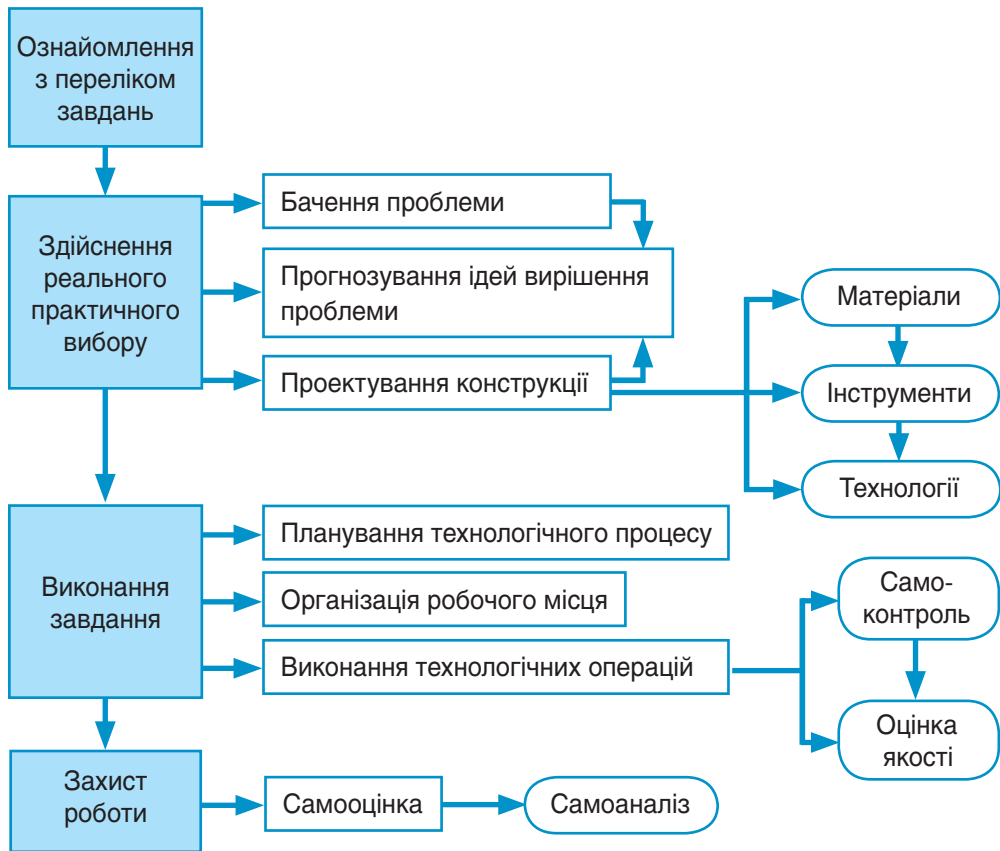 Ознайомлення
з переліком
завдань
Здійснення
реального
практичного
вибору
Бачення проблеми
Прогнозування ідей вирішення
проблеми
Проектування конструкції
Матеріали
Інструменти
Технології
Виконання
завдання
Планування технологічного процесу
Організація робочого місця
Виконання технологічних операцій
Само-
контроль
Оцінка
якості
Захист
роботи
Самооцінка
Самоаналіз